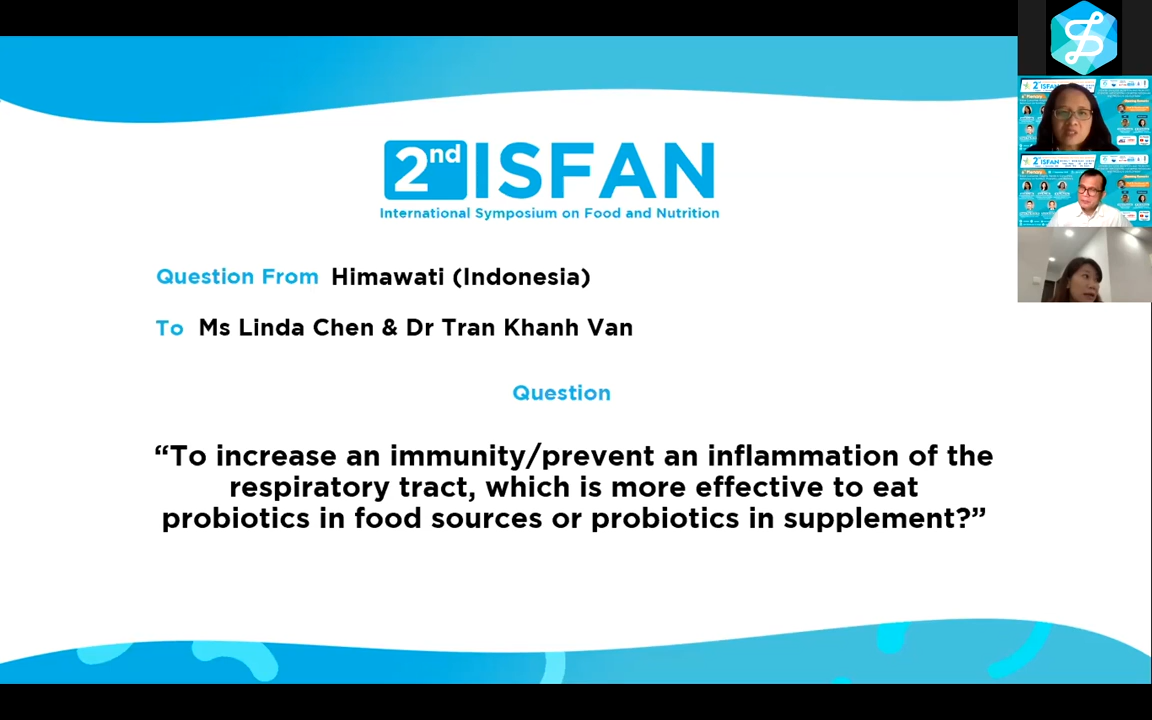 2nd ISFAN
International Symposium on Food and Nutrition
Question From Himawati (Indonesia)
To Ms Linda Chen & Dr Tran Khanh Van
Question
“To increase an immunity/prevent an inflammation of the
respiratory tract, which is more effective to eat
probiotics in food sources or probiotics in supplement?”